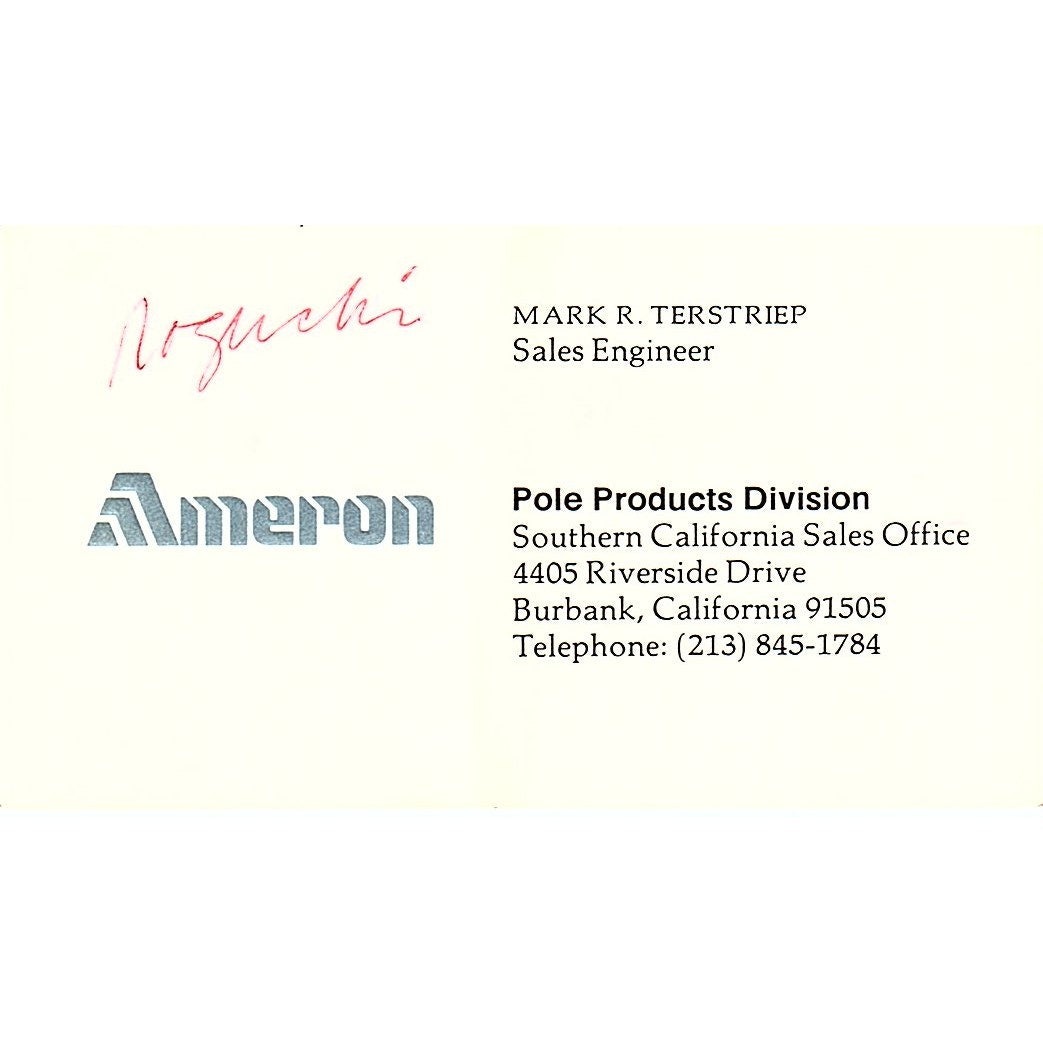 Noguchi
Ameron
MARK R. TERSTRIEP
Sales Engineer
Pole Products Division
Southern California Sales Office
4405 Riverside Drive
Burbank, California 91505
Telephone: (213) 845-1784